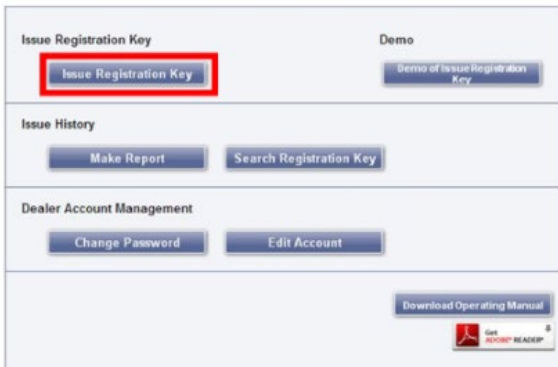 Issue Registration Key Demo
Issue Registration Key Demo of Issue Registration
Key
Issue History
Make Report Search Registration Key
Dealer Account Management
Change Password Edit Account
Download Operating Manual
Get
ADOBE® READER®